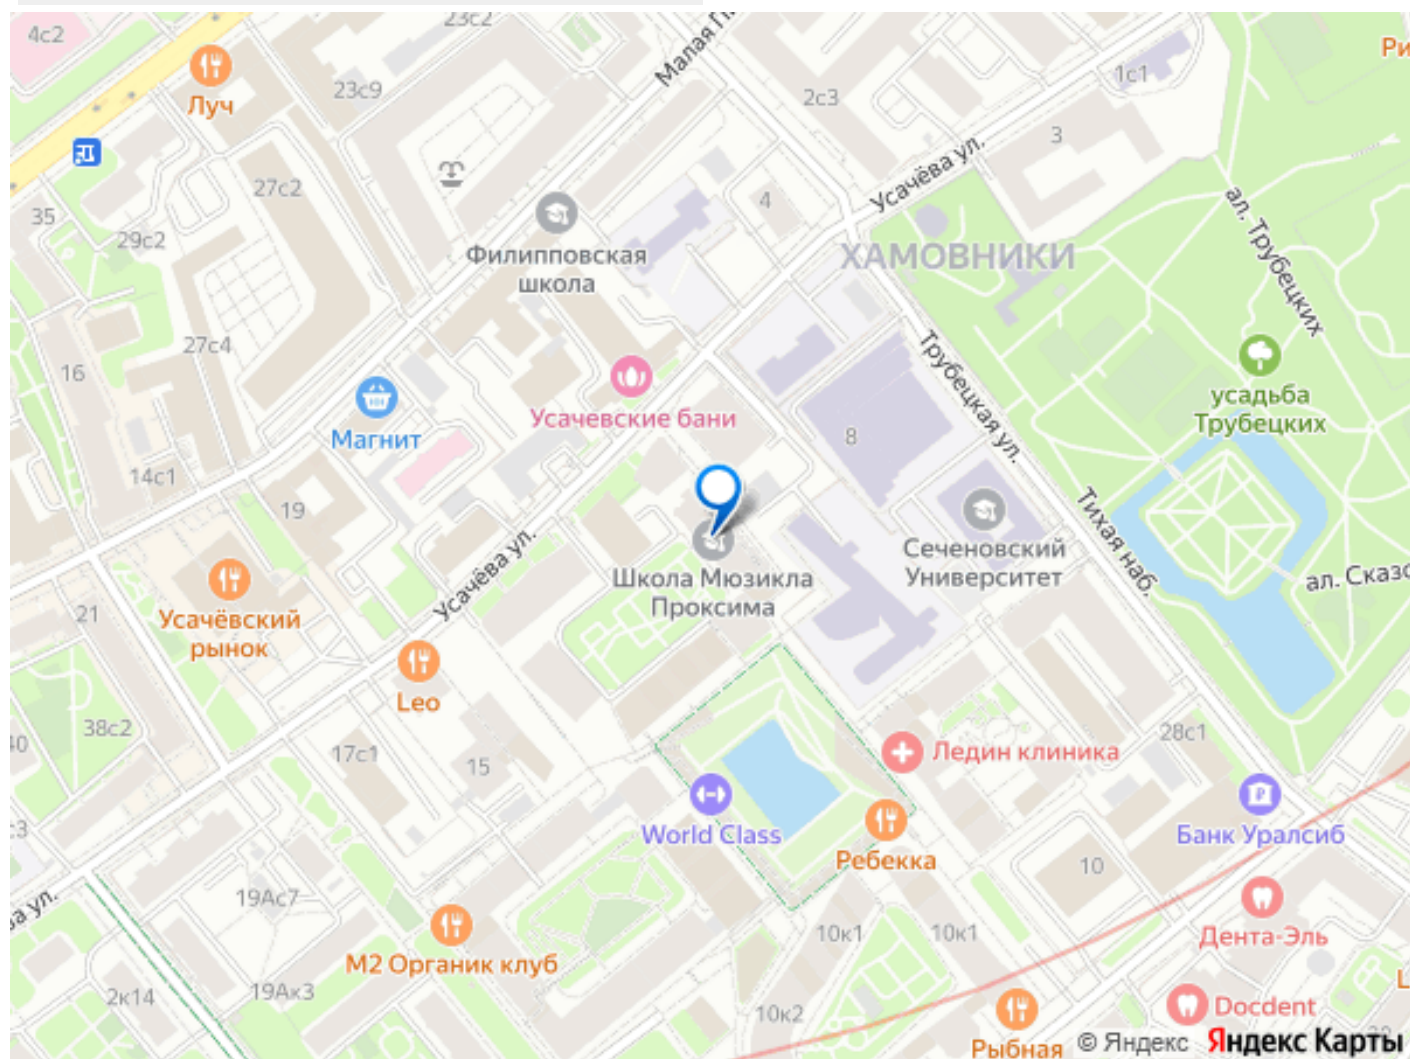 4с2
23с2
Малая П
Ри
Луч
23с9
2с3
1с1
3
Усачёва ул.
27с2
4
35
29с2
Филипповская
школа
ХАМОВНИКИ
ал. Трубецких
27с4
16
Трубецкая ул.
усадьба
Трубецких
Усачевские бани
Магнит
8
14с1
19
Тихая наб.
Сеченовский
Университет
Усачёва ул.
Школа Мюзикла
Проксима
ал. Сказо
21
Усачёвский
рынок
Leo
38с2
40
17с1
15
28с1
Ледин клиника
с3
World Class
Ребекка
P
Банк Уралсиб
10
19Ас7
ва ул.
Дента-Эль
10к1
10к1
М2 Органик клуб
2к14
19Ак3
10к2
Docdent
Рыбная
© Яндекс
Яндекс Карты